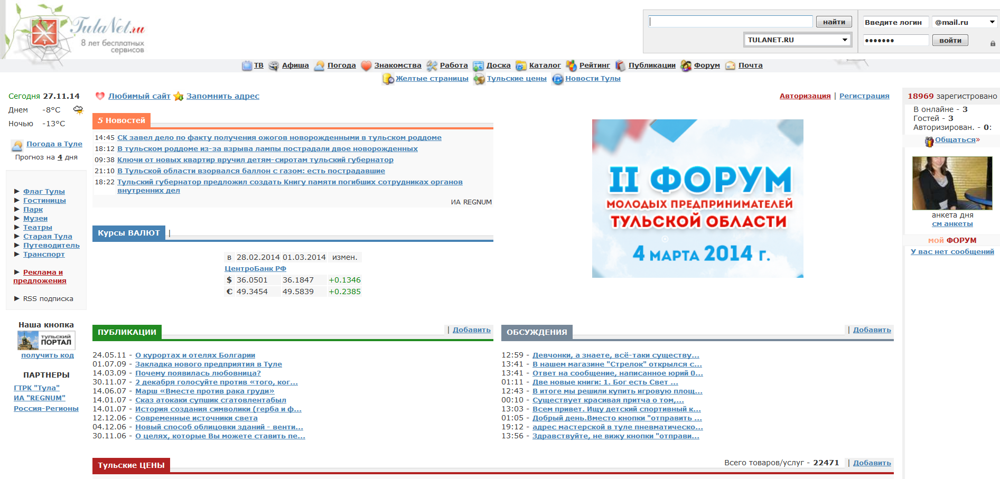 TulaNet.ru
8 лет бесплатных
сервисов
найти
TULANET.RU
Введите логин
@mail.ru
•••••••
войти
ТВ Афиша Погода Знакомства Работа Доска Каталог Рейтинг Публикации Форум Почта
Желтые страницы Тульские цены Новости Тулы
Сегодня 27.11.14
Днем -8°C
Ночью -13°C
Погода в Туле
Прогноз на 4 дня
► Флаг Тулы
► Гостиницы
► Парк
► Музеи
► Театры
► Старая Тула
► Путеводитель
► Транспорт
► Реклама и
предложения
► RSS подписка
Наша кнопка
тульский
ПОРТАЛ
получить код
ПАРТНЕРЫ
ГТРК "Тула"
ИА "REGNUM"
Россия-Регионы
Любимый сайт Запомнить адрес
Авторизация | Регистрация
5 Новостей
14:45 СК завел дело по факту получения ожогов новорожденными в тульском роддоме
18:12 В тульском роддоме из-за взрыва лампы пострадали двое новорожденных
09:38 Ключи от новых квартир вручил детям-сиротам тульский губернатор
21:10 В Тульской области взорвался баллон с газом: есть пострадавшие
18:22 Тульский губернатор предложил создать Книгу памяти погибших сотрудниках органов
внутренних дел
ИА REGNUM
Курсы ВАЛЮТ |
в 28.02.2014 01.03.2014 измен.
ЦентроБанк РФ
$ 36.0501 36.1847 +0.1346
€ 49.3454 49.5839 +0.2385
II ФОРУМ
МОЛОДЫХ ПРЕДПРИНИМАТЕЛЕЙ
ТУЛЬСКОЙ ОБЛАСТИ
4 МАРТА 2014 Г.
ПУБЛИКАЦИИ
| Добавить
24.05.11 - О курортах и отелях Болгарии
01.07.09 - Закладка нового предприятия в Туле
14.03.09 - Почему появилась любовница?
30.11.07 - 2 декабря голосуйте против «того, ког...
14.06.07 - Марш «Вместе против рака груди»
14.01.07 - Сказ атокаки супшик сгатовлентабыл
14.01.07 - История создания символики (герба и ф...
12.12.06 - Современные источники света
04.12.06 - Новый способ облицовки зданий - венти...
30.11.06 - О целях, которые Вы можете ставить пе...
ОБСУЖДЕНИЯ
| Добавить
12:59 - Девчонки, а знаете, всё-таки существу...
13:41 - В нашем магазине "Стрелок" открылся с...
13:41 - Ответ на сообщение, написанное юрий 0...
01:11 - Две новые книги: 1. Бог есть Свет ...
12:43 - В итоге мы решили купить игровую площ...
00:10 - Существует красивая притча о том,...
13:03 - Всем привет. Ищу детский спортивный к...
01:05 - Добрый день.Вместо кнопки "отправить ...
19:12 - адрес мастерской в туле пневматическо...
13:56 - Здравствуйте, не вижу кнопки "отправи...
Тульские ЦЕНЫ
Всего товаров/услуг - 22471 | Добавить
18969 зарегистровано
В онлайне - 3
Гостей - 3
Авторизирован. - 0:
Общаться»
анкета дня
см анкеты
мой ФОРУМ
У вас нет сообщений